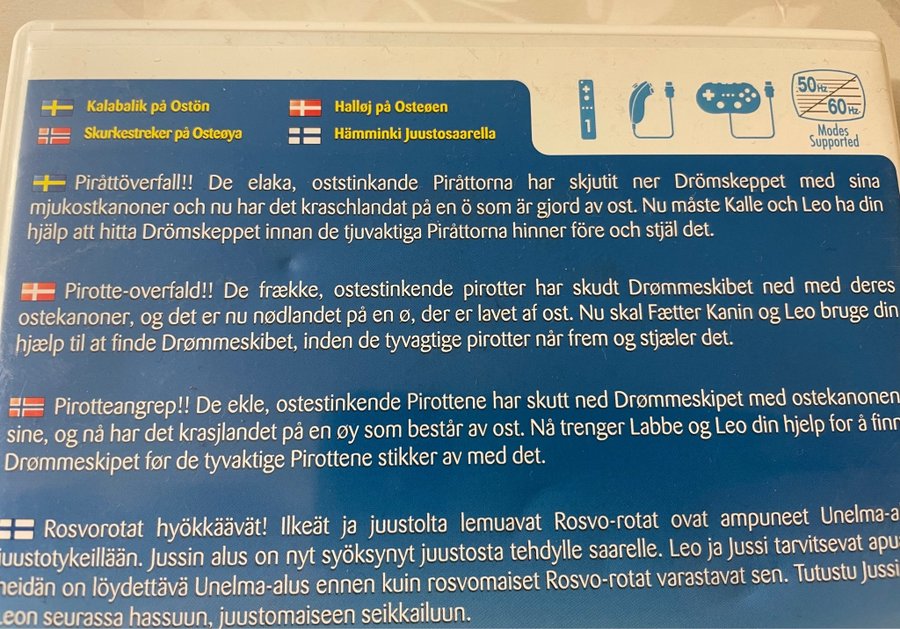 Kalabalik på Ostön
Halløj på Osteøen
50Hz
60Hz
Skurkestreker på Osteøya
Hämminki Juustosaarella
1
Modes
Supported
Piråttöverfall!! De elaka, oststinkande Piråttorna har skjutit ner Drömskeppet med sina
mjukostkanoner och nu har det kraschlandat på en ö som är gjord av ost. Nu måste Kalle och Leo ha din
hjälp att hitta Drömskeppet innan de tjuvaktiga Piråttorna hinner före och stjäl det.
Pirotte-overfald!! De frække, ostestinkende pirotter har skudt Drømmeskibet ned med deres
ostekanoner, og det er nu nødlandet på en ø, der er lavet af ost. Nu skal Fætter Kanin og Leo bruge din
hjælp til at finde Drømmeskibet, inden de tyvagtige pirotter når frem og stjæler det.
Pirotteangrep!! De ekle, ostestinkende Pirottene har skutt ned Drømmeskipet med ostekanonen
sine, og nå har det krasjlandet på en øy som består av ost. Nå trenger Labbe og Leo din hjelp for å finn
Drømmeskipet før de tyvaktige Pirottene stikker av med det.
Rosvorotat hyökkäävät! Ilkeät ja juustolta lemuavat Rosvo-rotat ovat ampuneet Unelma-a
juustotykeillään. Jussin alus on nyt syöksynyt juustosta tehdylle saarelle. Leo ja Jussi tarvitsevat apu
heidän on löydettävä Unelma-alus ennen kuin rosvomaiset Rosvo-rotat varastavat sen. Tutustu Jussi
Leon seurassa hassuun, juustomaiseen seikkailuun.